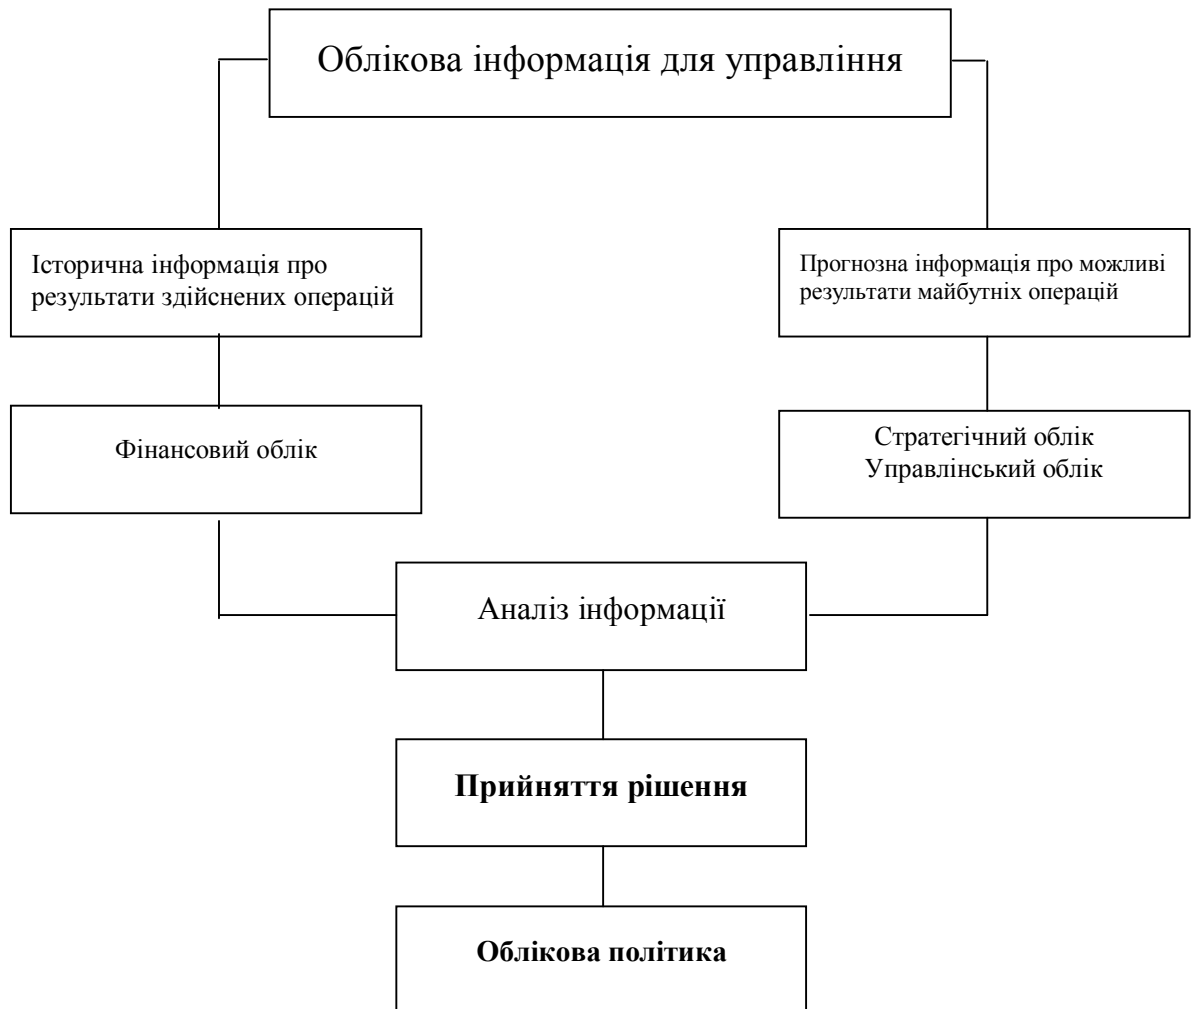 Облікова інформація для управління
Історична інформація про
результати здійснених операцій
Прогнозна інформація про можливі
результати майбутніх операцій
Фінансовий облік
Стратегічний облік
Управлінський облік
Аналіз інформації
Прийняття рішення
Облікова політика